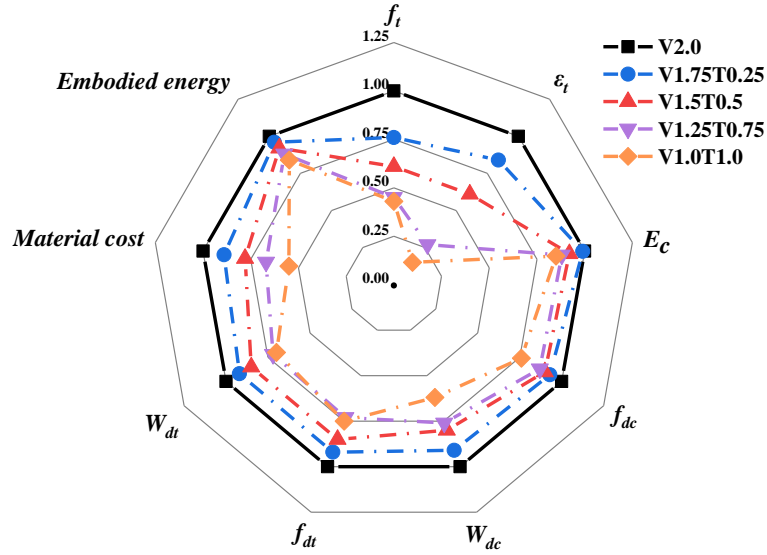 f_t
1.25
V2.0
V1.75T0.25
V1.5T0.5
V1.25T0.75
V1.0T1.0
Embodied energy
ε_t
1.00
0.75
0.50
0.25
0.00
Material cost
E_C
W_dt
f_dc
f_dt
W_dc